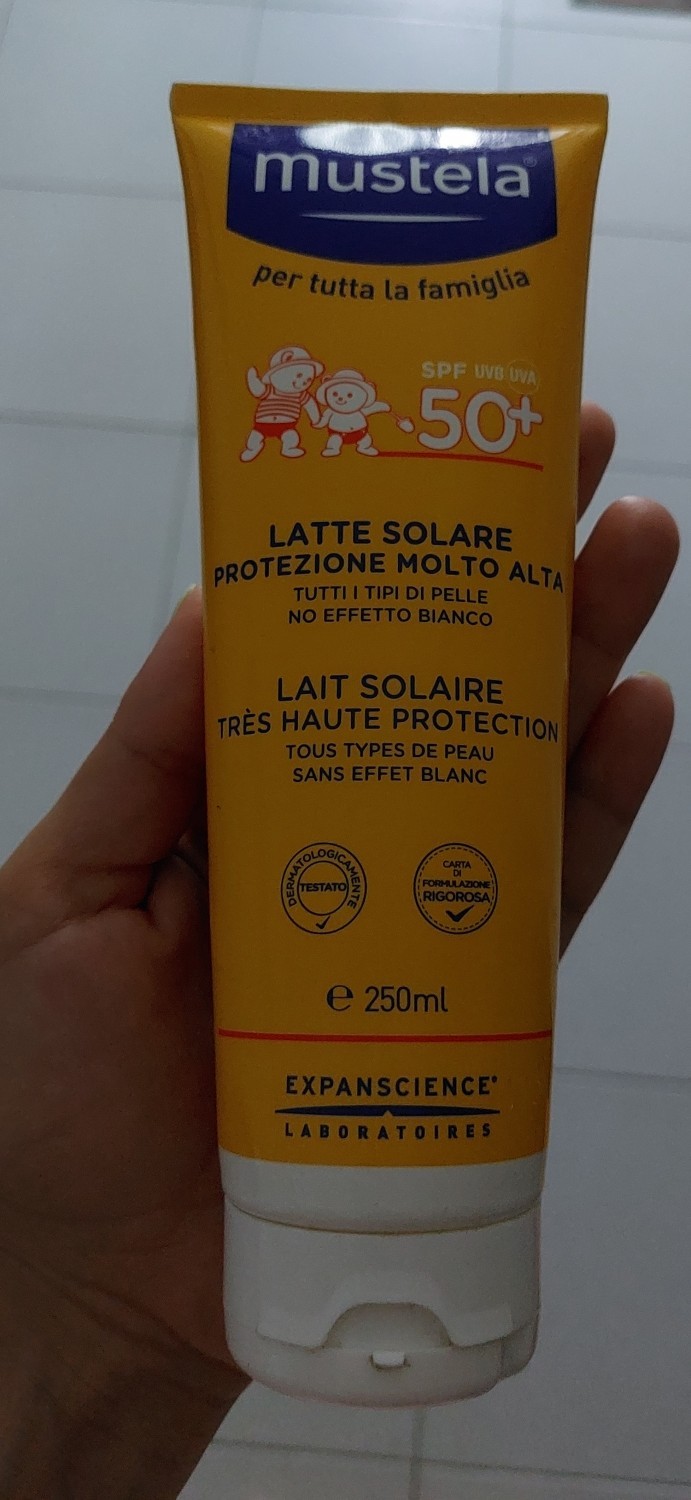 mustela®
per tutta la famiglia
SPF UVB UVA
50+
LATTE SOLARE
PROTEZIONE MOLTO ALTA
TUTTI I TIPI DI PELLE
NO EFFETTO BIANCO
LAIT SOLAIRE
TRÈS HAUTE PROTECTION
TOUS TYPES DE PEAU
SANS EFFET BLANC
DERMATOLOGICAMENTE
TESTATO
CARTA
DI
FORMULAZIONE
RIGOROSA
℮ 250ml
EXPANSCIENCE®
LABORATOIRES